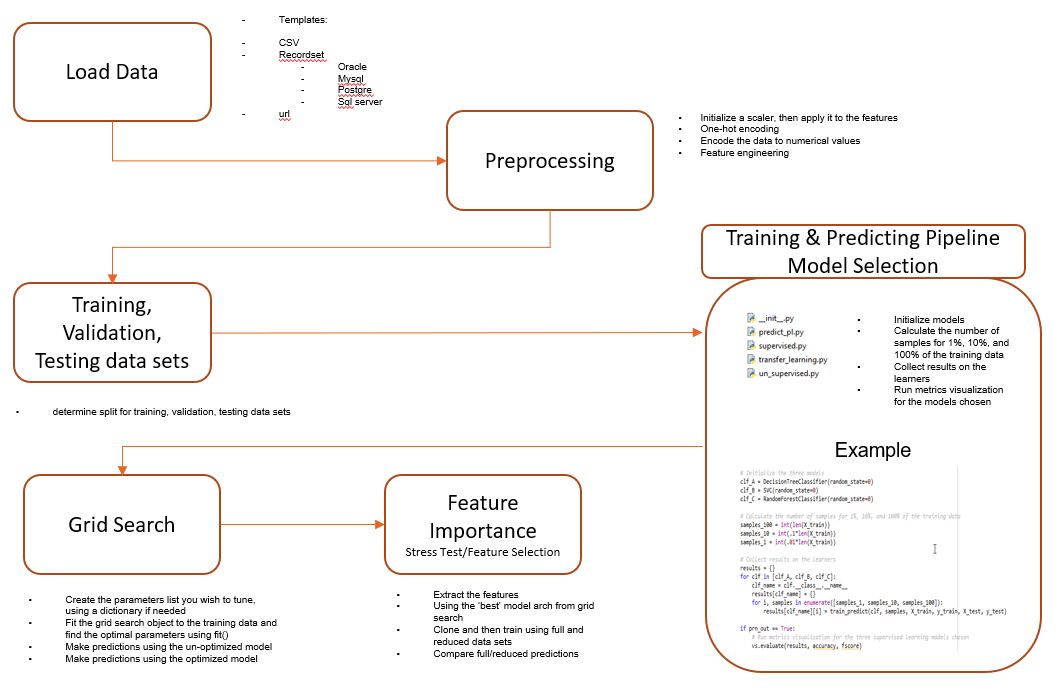 Load Data
- Templates:
- CSV
- Recordset
- Oracle
- Mysql
- Postgre
- Sql server
- url
Preprocessing
• Initialize a scaler, then apply it to the features
• One-hot encoding
• Encode the data to numerical values
• Feature engineering
Training,
Validation,
Testing data sets
• determine split for training, validation, testing data sets
Training & Predicting Pipeline
Model Selection
__init__.py
predict_pl.py
supervised.py
transfer_learning.py
un_supervised.py
• Initialize models
• Calculate the number of
samples for 1%, 10%, and
100% of the training data
• Collect results on the
learners
• Run metrics visualization
for the models chosen
Example
# Initialize the three models
clf_A = DecisionTreeClassifier(random_state=0)
clf_B = SVC(random_state=0)
clf_C = RandomForestClassifier(random_state=0)
# Calculate the number of samples for 1%, 10%, and 100% of the training data
samples_100 = int(len(X_train))
samples_10 = int(.1*len(X_train))
samples_1 = int(.01*len(X_train))
# Collect results on the learners
results = {}
for clf in [clf_A, clf_B, clf_C]:
clf_name = clf.__class__.__name__
results[clf_name] = {}
for i, samples in enumerate([samples_1, samples_10, samples_100]):
results[clf_name][i] = train_predict(clf, samples, X_train, y_train, X_test, y_test)
if prn_out == True:
# Run metrics visualization for the three supervised learning models chosen
vs.evaluate(results, accuracy, fscore)
Grid Search
• Create the parameters list you wish to tune,
using a dictionary if needed
• Fit the grid search object to the training data and
find the optimal parameters using fit()
• Make predictions using the un-optimized model
• Make predictions using the optimized model
Feature
Importance
Stress Test/Feature Selection
• Extract the features
• Using the ‘best’ model arch from grid
search
• Clone and then train using full and
reduced data sets
• Compare full/reduced predictions